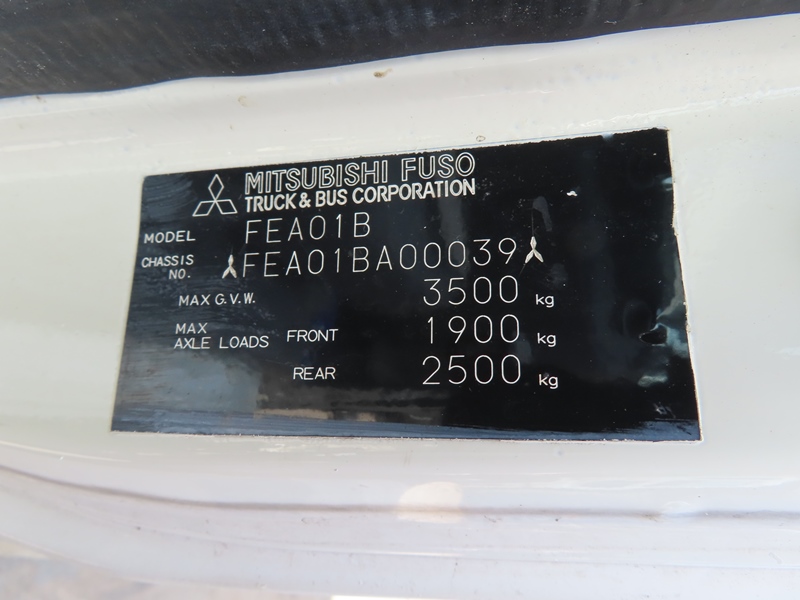 MITSUBISHI FUSO
TRUCK & BUS CORPORATION
MODEL FEA01B
CHASSIS NO. FEA01BA00039
MAX G.V.W. 3500 kg
MAX AXLE LOADS FRONT 1900 kg
REAR 2500 kg